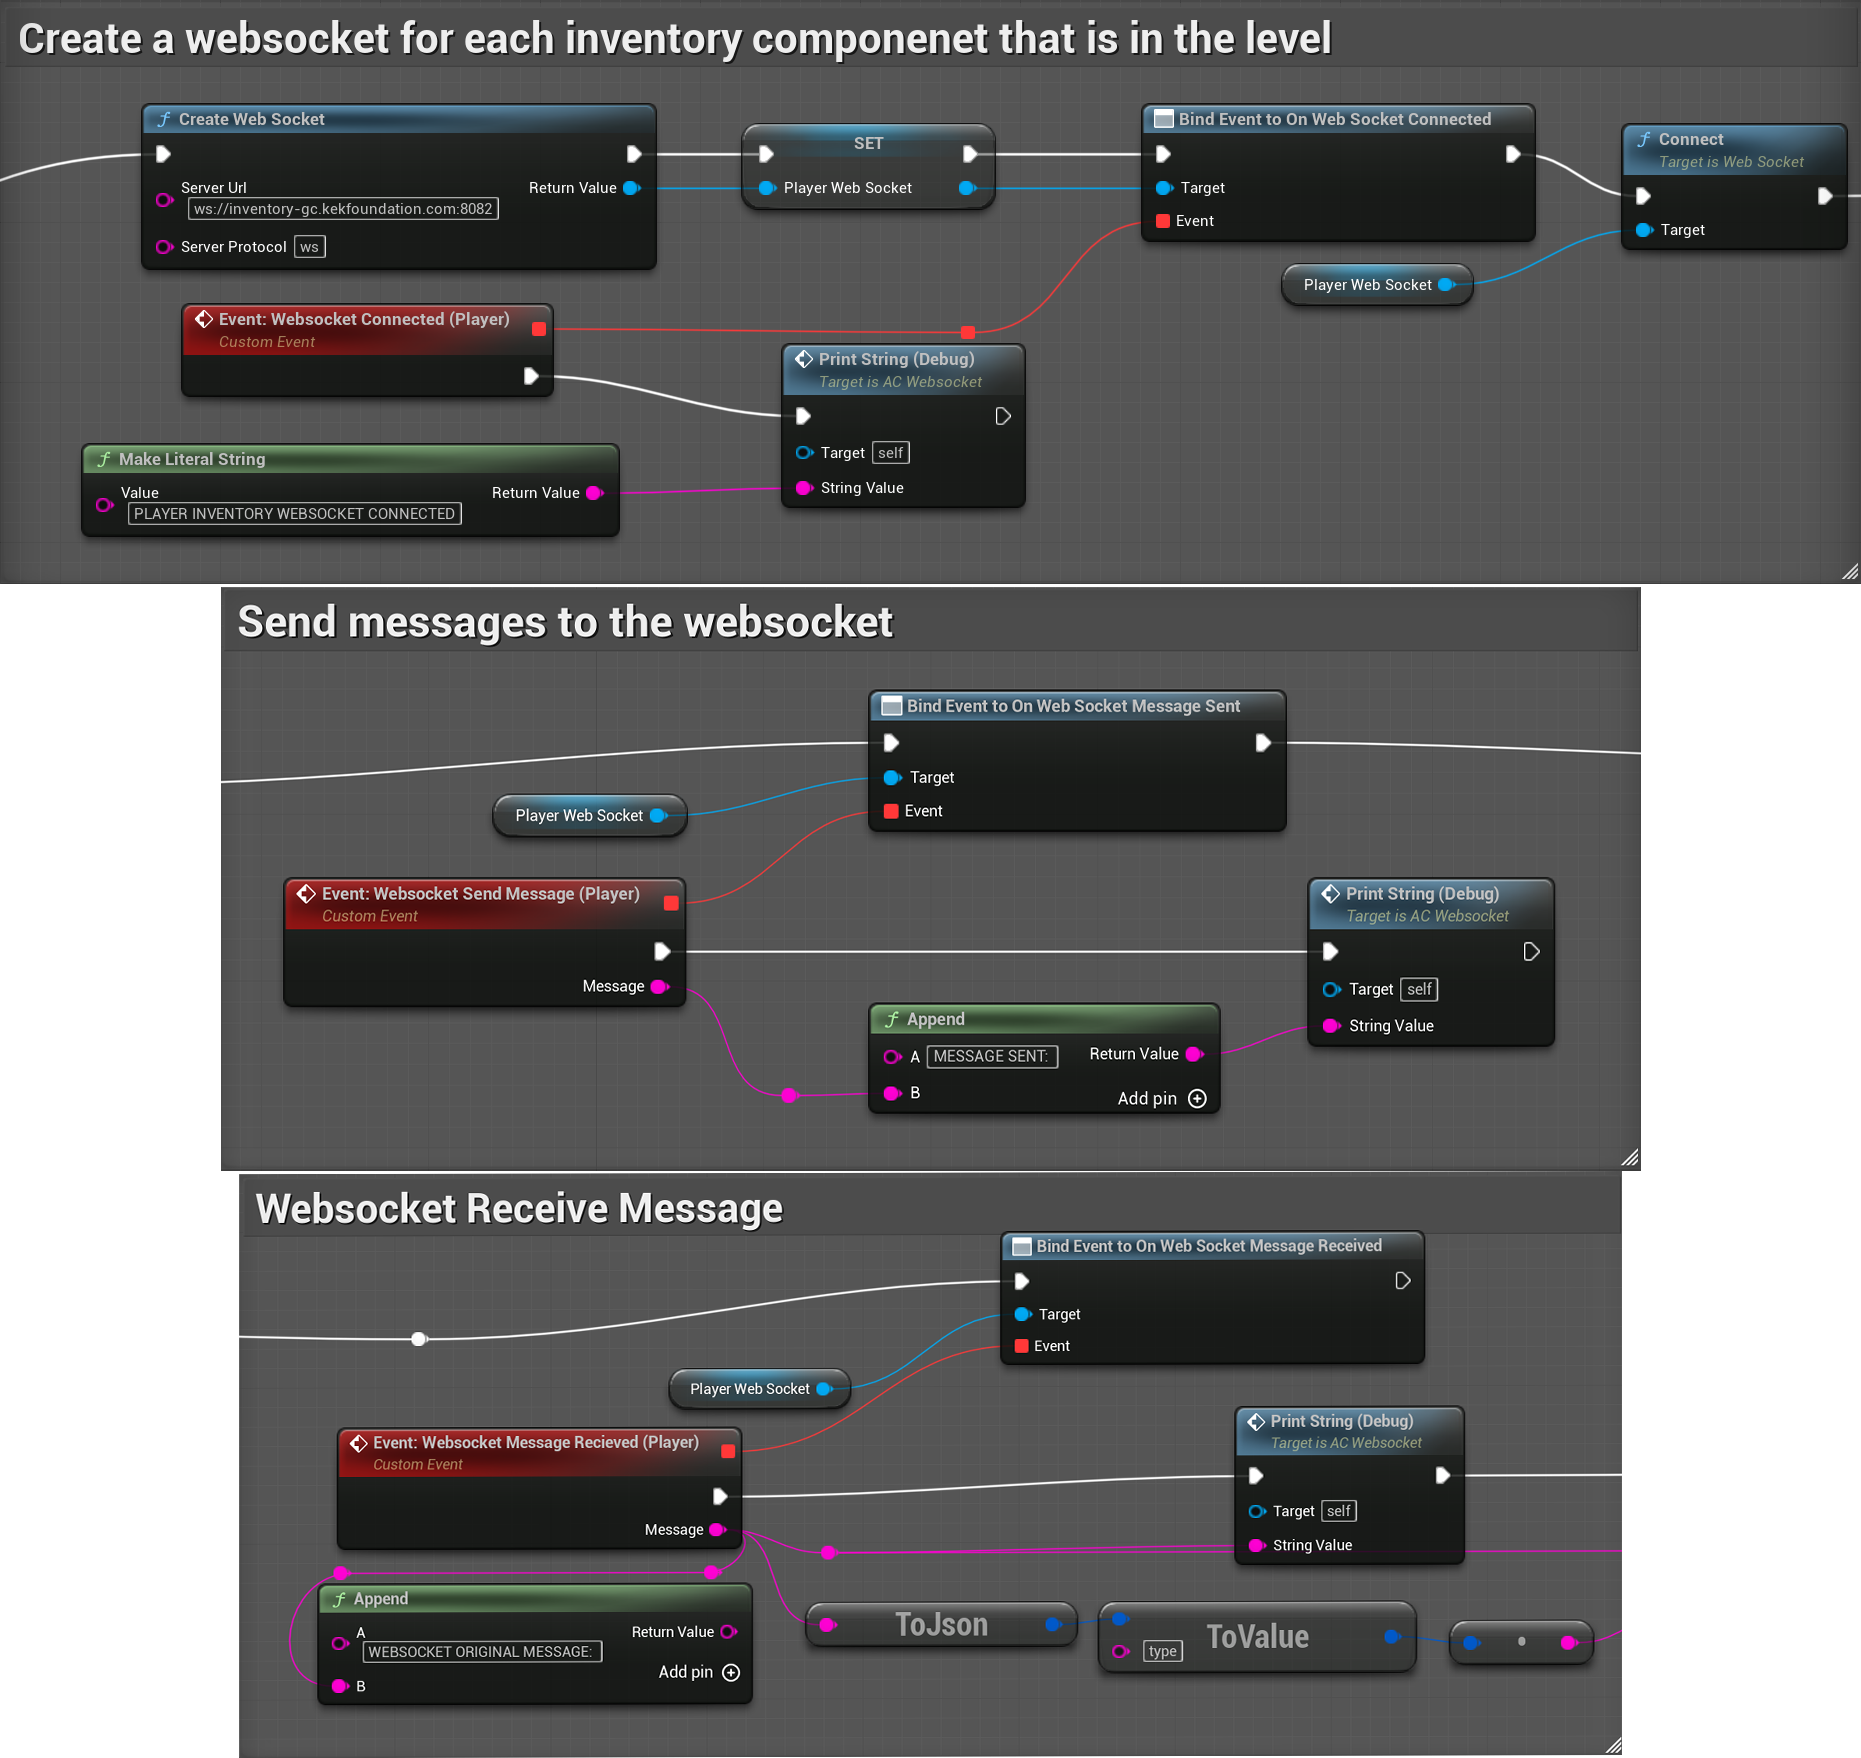 Create a websocket for each inventory componenet that is in the level
Create Web Socket
Server Url
ws://inventory-gc.kekfoundation.com:8082
Return Value
Server Protocol ws
SET
Player Web Socket
Bind Event to On Web Socket Connected
Target
Event
Connect
Target is Web Socket
Target
Player Web Socket
Event: Websocket Connected (Player)
Custom Event
Print String (Debug)
Target is AC Websocket
Target self
String Value
Make Literal String
Value
PLAYER INVENTORY WEBSOCKET CONNECTED
Return Value
Send messages to the websocket
Bind Event to On Web Socket Message Sent
Target
Event
Player Web Socket
Event: Websocket Send Message (Player)
Custom Event
Message
Print String (Debug)
Target is AC Websocket
Target self
String Value
Append
A MESSAGE SENT:
Return Value
B
Add pin
Websocket Receive Message
Bind Event to On Web Socket Message Received
Target
Event
Player Web Socket
Event: Websocket Message Recieved (Player)
Custom Event
Message
Print String (Debug)
Target is AC Websocket
Target self
String Value
Append
A
WEBSOCKET ORIGINAL MESSAGE:
Return Value
Add pin
B
ToJson
ToValue
type